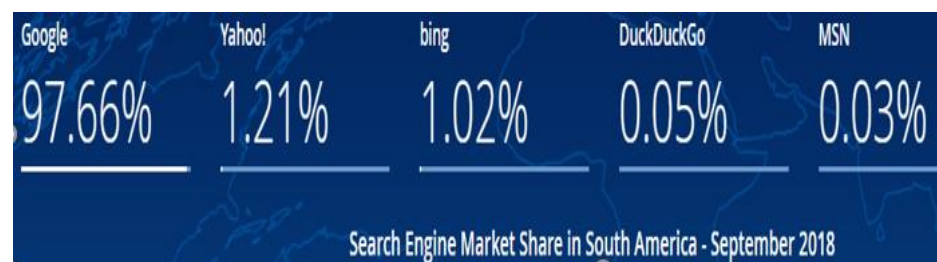 Google Yahoo! bing DuckDuckGo MSN
97.66% 1.21% 1.02% 0.05% 0.03%
Search Engine Market Share in South America - September 2018